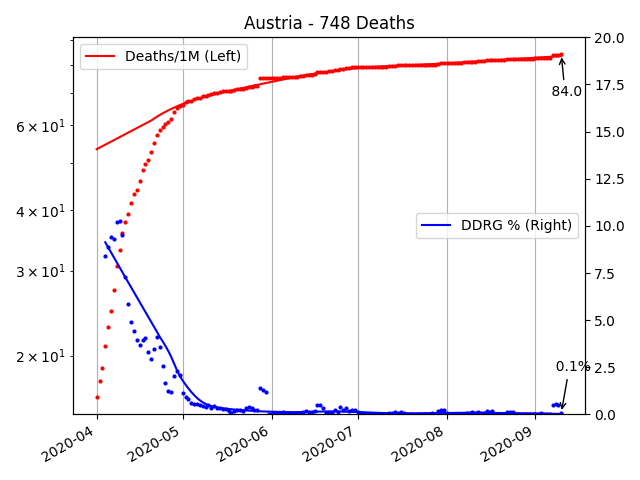 Austria - 748 Deaths
Deaths/1M (Left)
DDRG % (Right)
84.0
0.1%
6 × 10¹
4 × 10¹
3 × 10¹
2 × 10¹
20.0
17.5
15.0
12.5
10.0
7.5
5.0
2.5
0.0
2020-04
2020-05
2020-06
2020-07
2020-08
2020-09